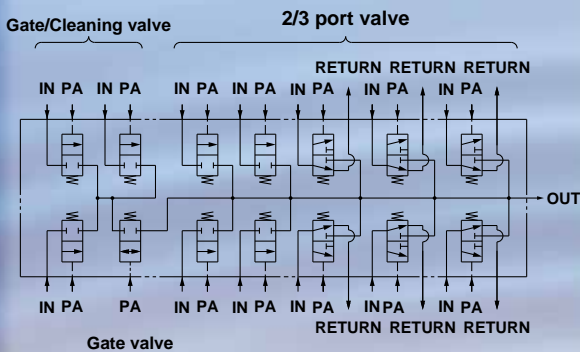 Gate/Cleaning valve
2/3 port valve
RETURN RETURN RETURN
IN PA IN PA IN PA IN PA IN PA IN PA IN PA
OUT
IN PA PA IN PA IN PA IN PA IN PA IN PA
RETURN RETURN RETURN
Gate valve